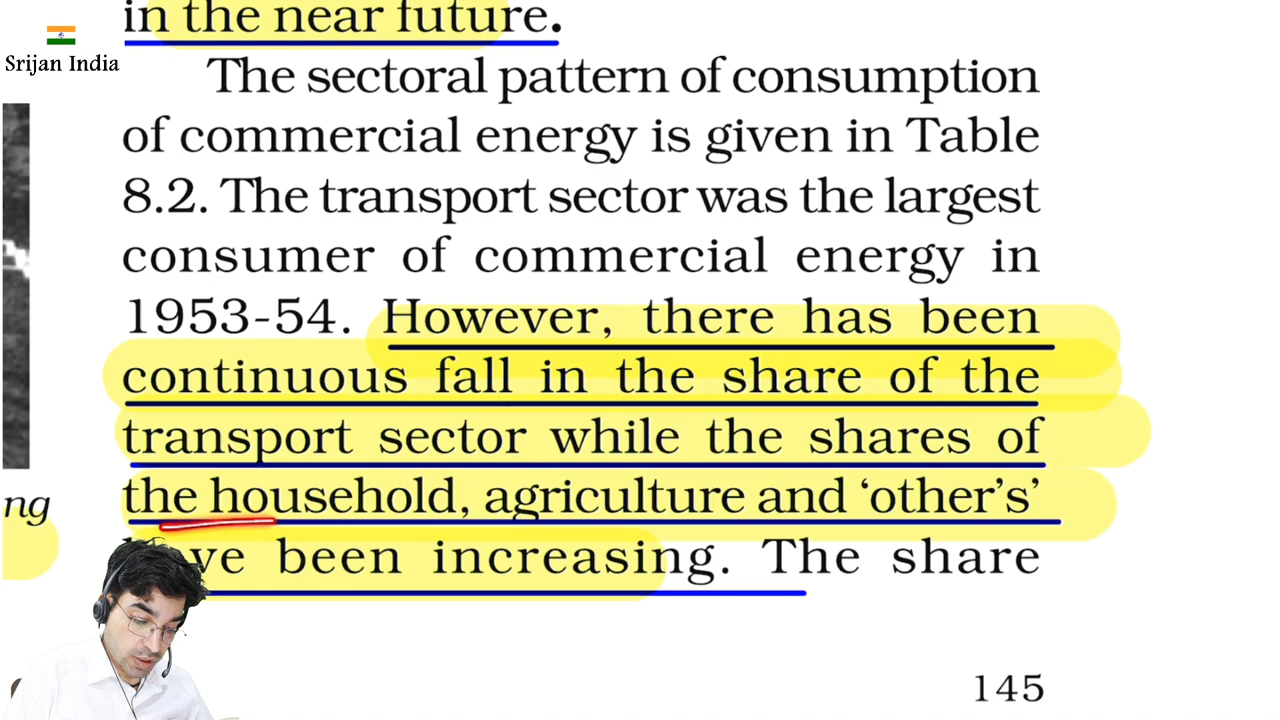 in the near future.
Srijan India
The sectoral pattern of consumption
of commercial energy is given in Table
8.2. The transport sector was the largest
consumer of commercial energy in
1953-54. However, there has been
continuous fall in the share of the
transport sector while the shares of
the household, agriculture and ‘other’s’
ng
been increasing. The share
145